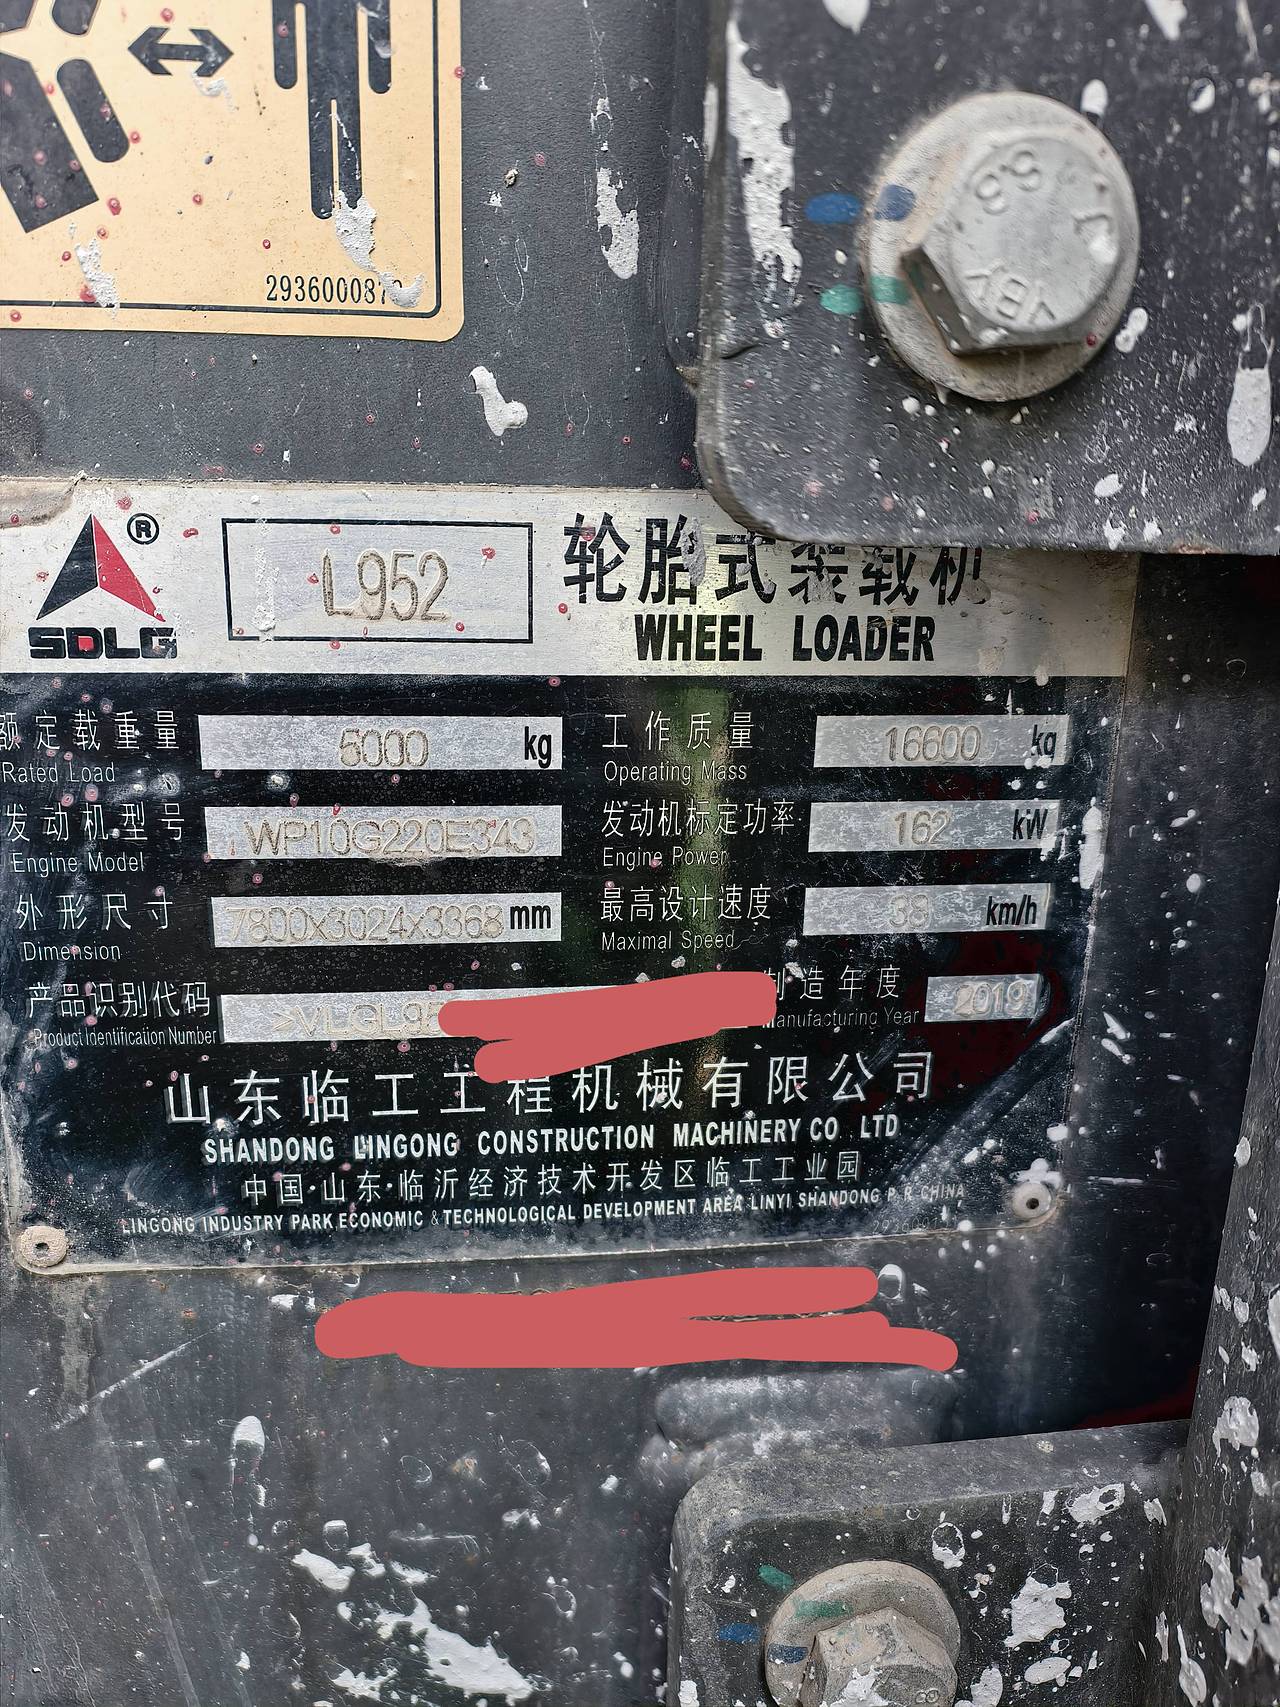 8.8
JBY
®
SDLG
L952
轮胎式装载机
WHEEL LOADER
额定载重量 5000 kg
Rated Load
工作质量 16600 kg
Operating Mass
发动机型号 WP10G220E343
Engine Model
发动机标定功率 162 kW
Engine Power
外形尺寸 7800x3024x3368 mm
Dimension
最高设计速度 38 km/h
Maximal Speed
产品识别代码 >VLGL95
Product Identification Number
制造年度 2019
Manufacturing Year
山东临工工程机械有限公司
SHANDONG LINGONG CONSTRUCTION MACHINERY CO LTD
中国·山东·临沂经济技术开发区临工工业园
LINGONG INDUSTRY PARK ECONOMIC & TECHNOLOGICAL DEVELOPMENT AREA LINYI SHANDONG P.R.CHINA